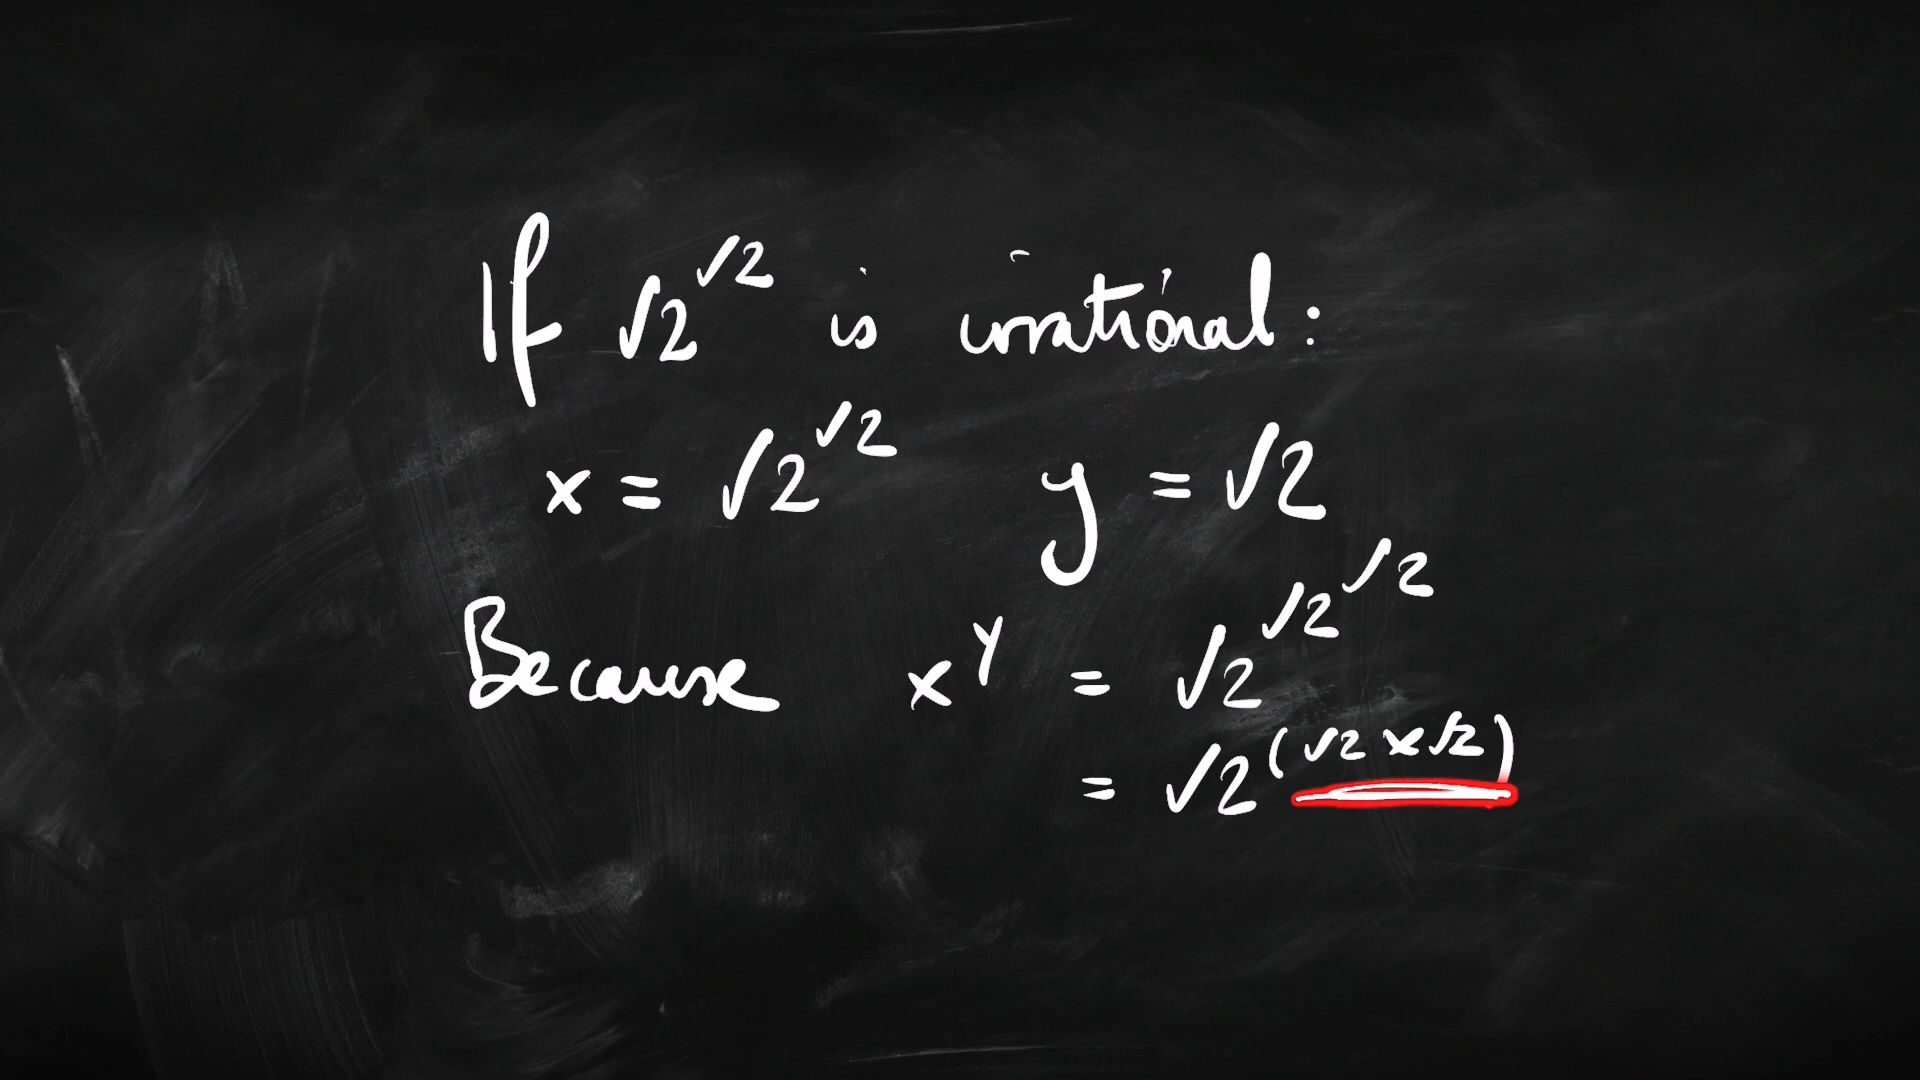 If √2^√2 is irrational:
x = √2^√2 y = √2
Because x^y = √2^√2^√2
= √2^(√2 x √2)